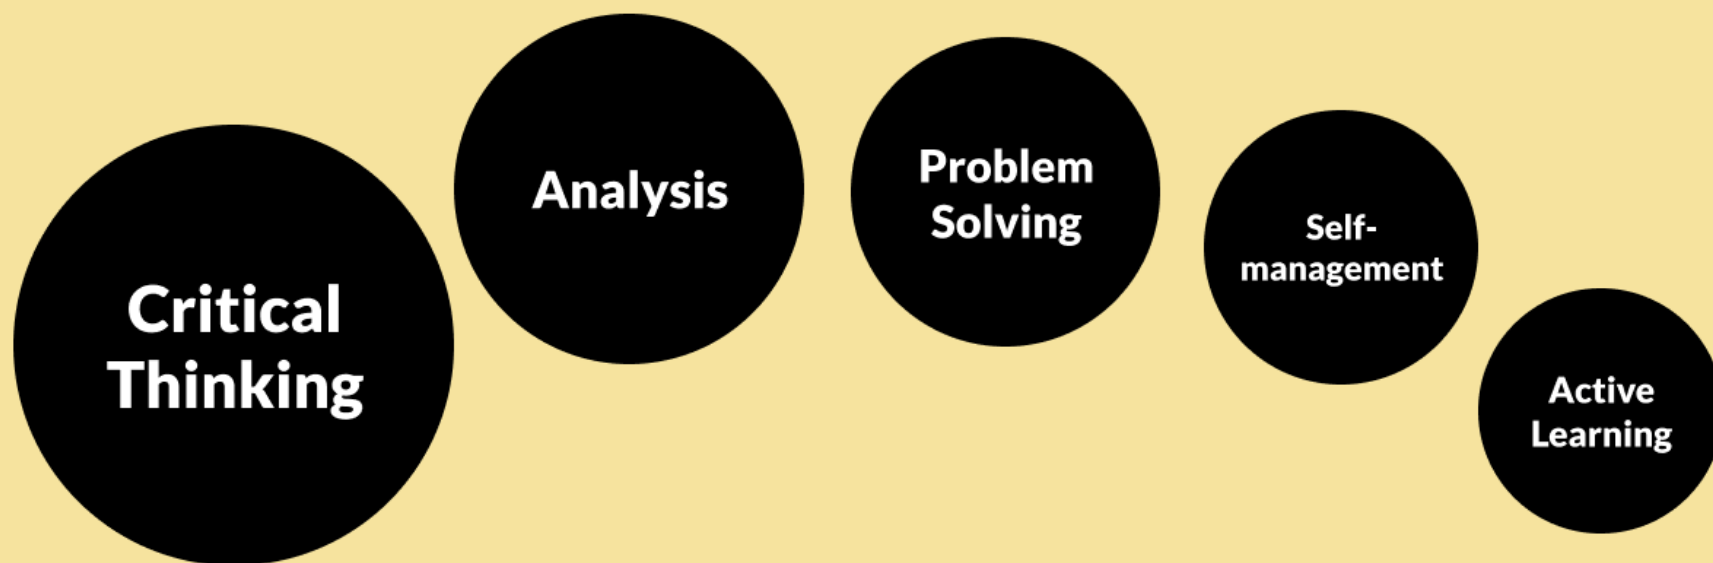 Critical
Thinking
Analysis
Problem
Solving
Self-
management
Active
Learning